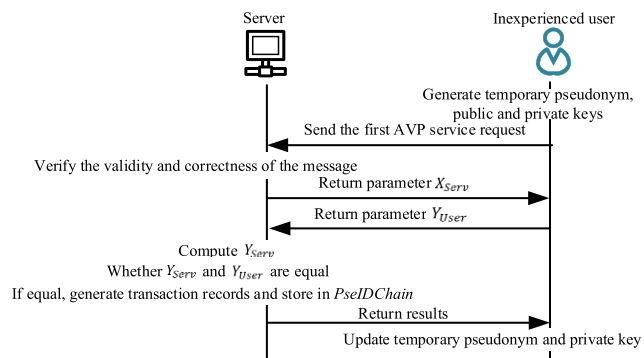 Server
Inexperienced user
Generate temporary pseudonym,
public and private keys
Send the first AVP service request
Verify the validity and correctness of the message
Return parameter X_Serv
Return parameter Y_User
Compute Y_Serv
Whether Y_Serv and Y_User are equal
If equal, generate transaction records and store in PseIDChain
Return results
Update temporary pseudonym and private key